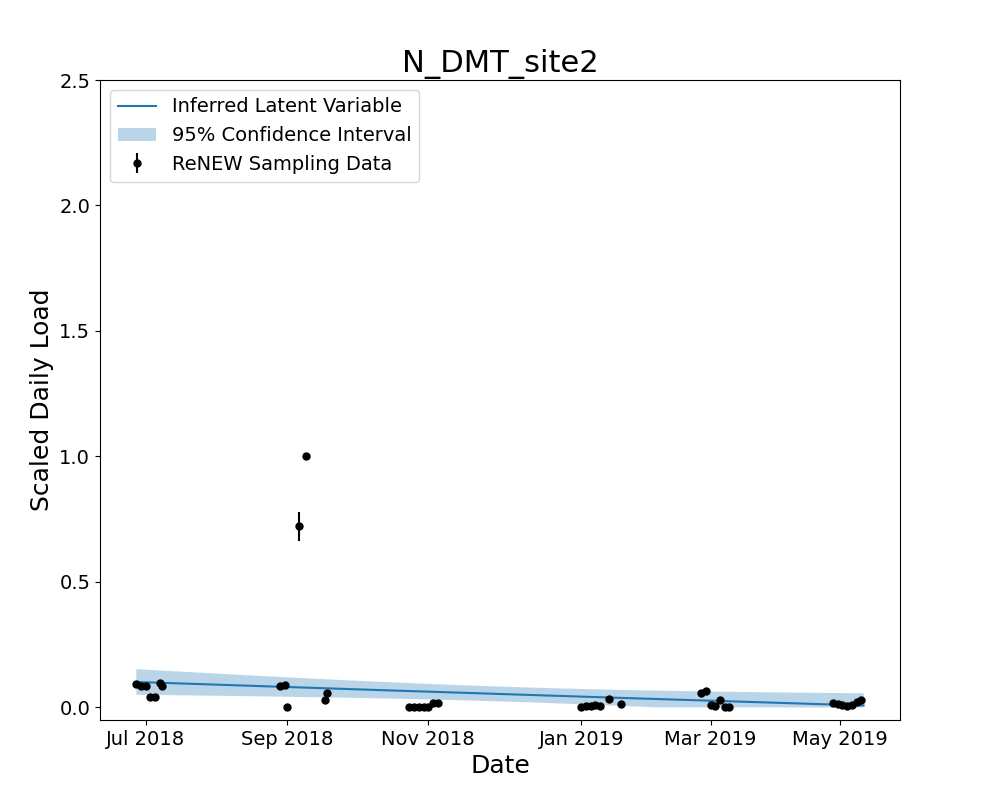 N_DMT_site2
Inferred Latent Variable
95% Confidence Interval
ReNEW Sampling Data
2.5
2.0
1.5
1.0
0.5
0.0
Scaled Daily Load
Jul 2018 Sep 2018 Nov 2018 Jan 2019 Mar 2019 May 2019
Date